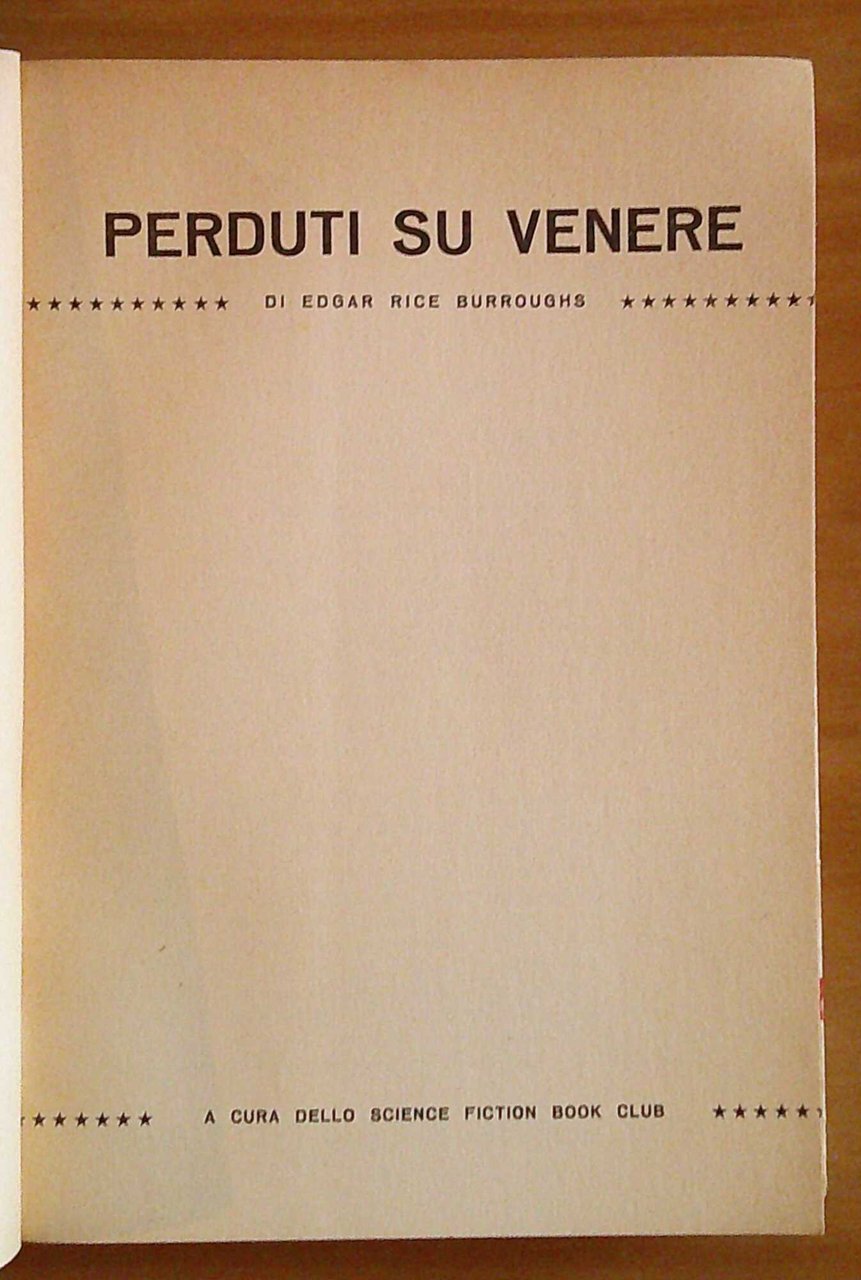 PERDUTI SU VENERE
★★★★★★★★★★ DI EDGAR RICE BURROUGHS ★★★★★★★★★★
★★★★★★ A CURA DELLO SCIENCE FICTION BOOK CLUB ★★★★★